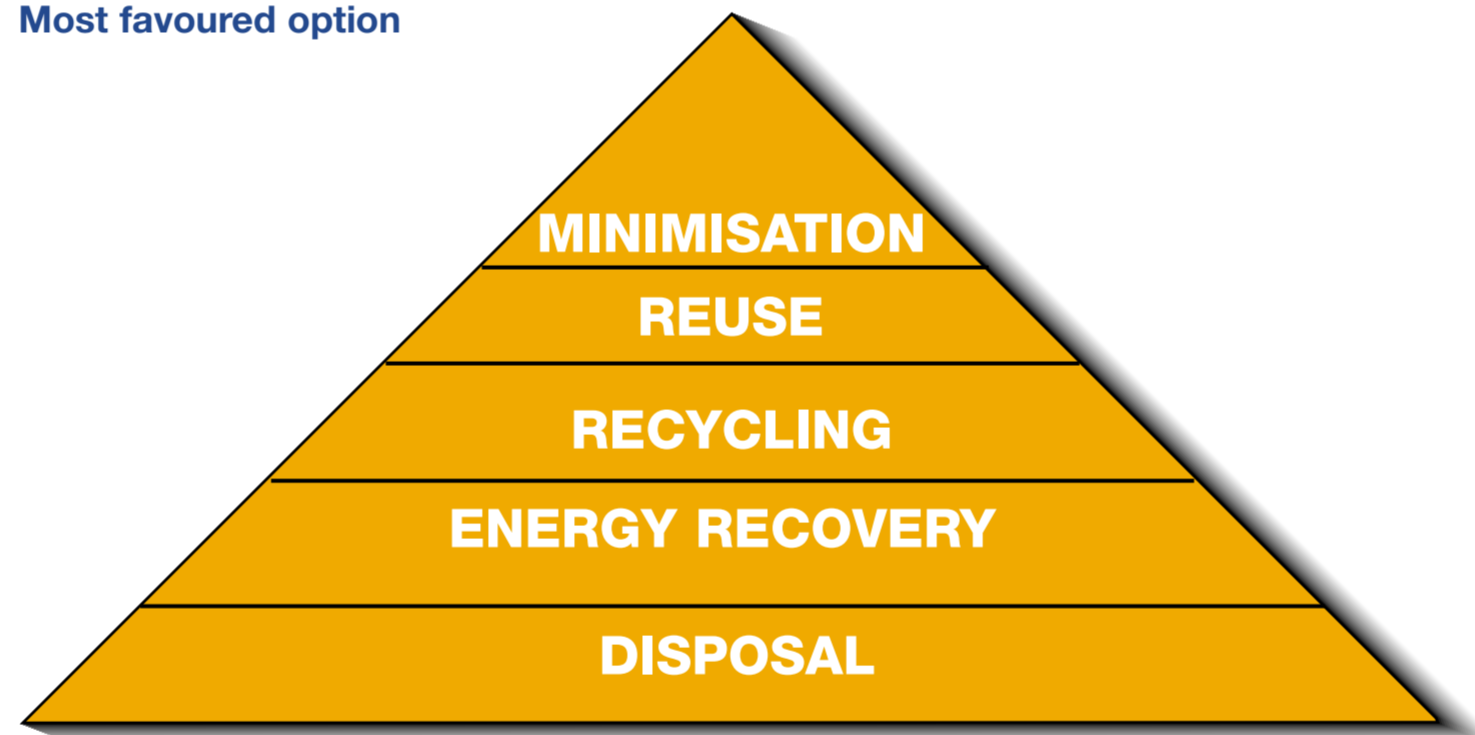 Most favoured option
MINIMISATION
REUSE
RECYCLING
ENERGY RECOVERY
DISPOSAL